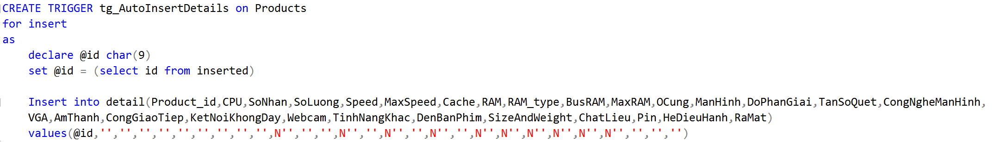 CREATE TRIGGER tg_AutoInsertDetails on Products
for insert
as
    declare @id char(9)
    set @id = (select id from inserted)

    Insert into detail(Product_id,CPU,SoNhan,SoLuong,Speed,MaxSpeed,Cache,RAM,RAM_type,BusRAM,MaxRAM,OCung,ManHinh,DoPhanGiai,TanSoQuet,CongNgheManHinh,
    VGA,AmThanh,CongGiaoTiep,KetNoiKhongDay,Webcam,TinhNangKhac,DenBanPhim,SizeAndWeight,ChatLieu,Pin,HeDieuHanh,RaMat)
    values(@id,'','','','','','','','','',N'','','',N'','',N'','',N'','',N'',N'',N'',N'',N'',N'','','','')